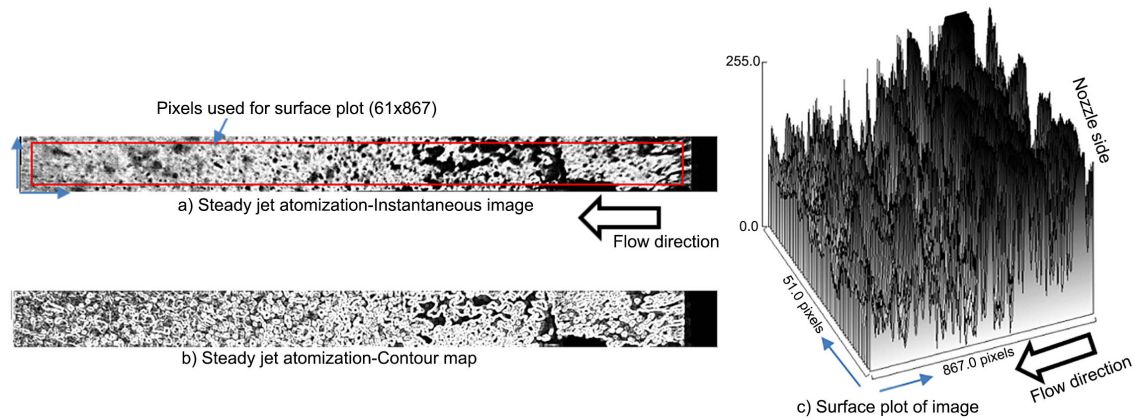 Pixels used for surface plot (61x867)
a) Steady jet atomization-Instantaneous image
Flow direction
b) Steady jet atomization-Contour map
255.0
0.0
Nozzle side
51.0 pixels
867.0 pixels
Flow direction
c) Surface plot of image